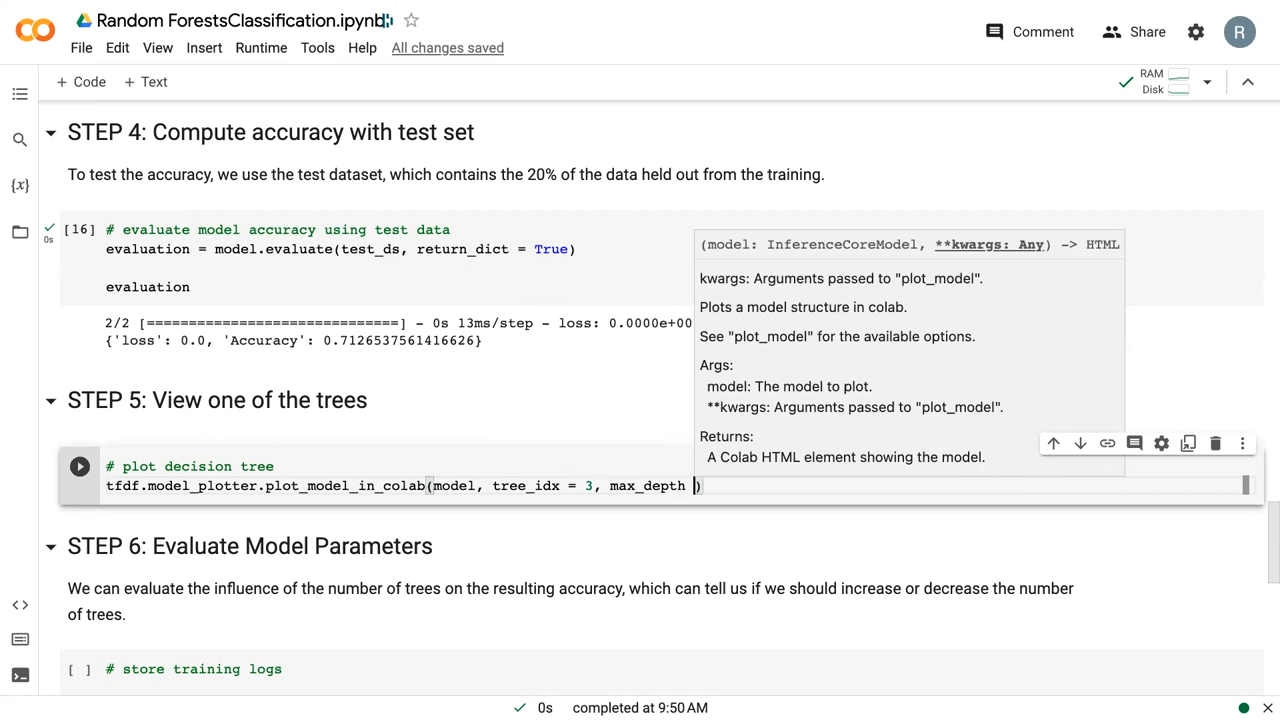 Random ForestsClassification.ipynb
File Edit View Insert Runtime Tools Help All changes saved
Comment Share R
+ Code + Text
RAM
Disk
STEP 4: Compute accuracy with test set
To test the accuracy, we use the test dataset, which contains the 20% of the data held out from the training.
[16] # evaluate model accuracy using test data
0s
evaluation = model.evaluate(test_ds, return_dict = True)
evaluation
2/2 [==============================] - 0s 13ms/step - loss: 0.0000e+00
{'loss': 0.0, 'Accuracy': 0.7126537561416626}
(model: InferenceCoreModel, **kwargs: Any) -> HTML
kwargs: Arguments passed to "plot_model".
Plots a model structure in colab.
See "plot_model" for the available options.
Args:
model: The model to plot.
**kwargs: Arguments passed to "plot_model".
Returns:
A Colab HTML element showing the model.
STEP 5: View one of the trees
# plot decision tree
tfdf.model_plotter.plot_model_in_colab(model, tree_idx = 3, max_depth )
STEP 6: Evaluate Model Parameters
We can evaluate the influence of the number of trees on the resulting accuracy, which can tell us if we should increase or decrease the number
of trees.
[ ] # store training logs
0s completed at 9:50 AM